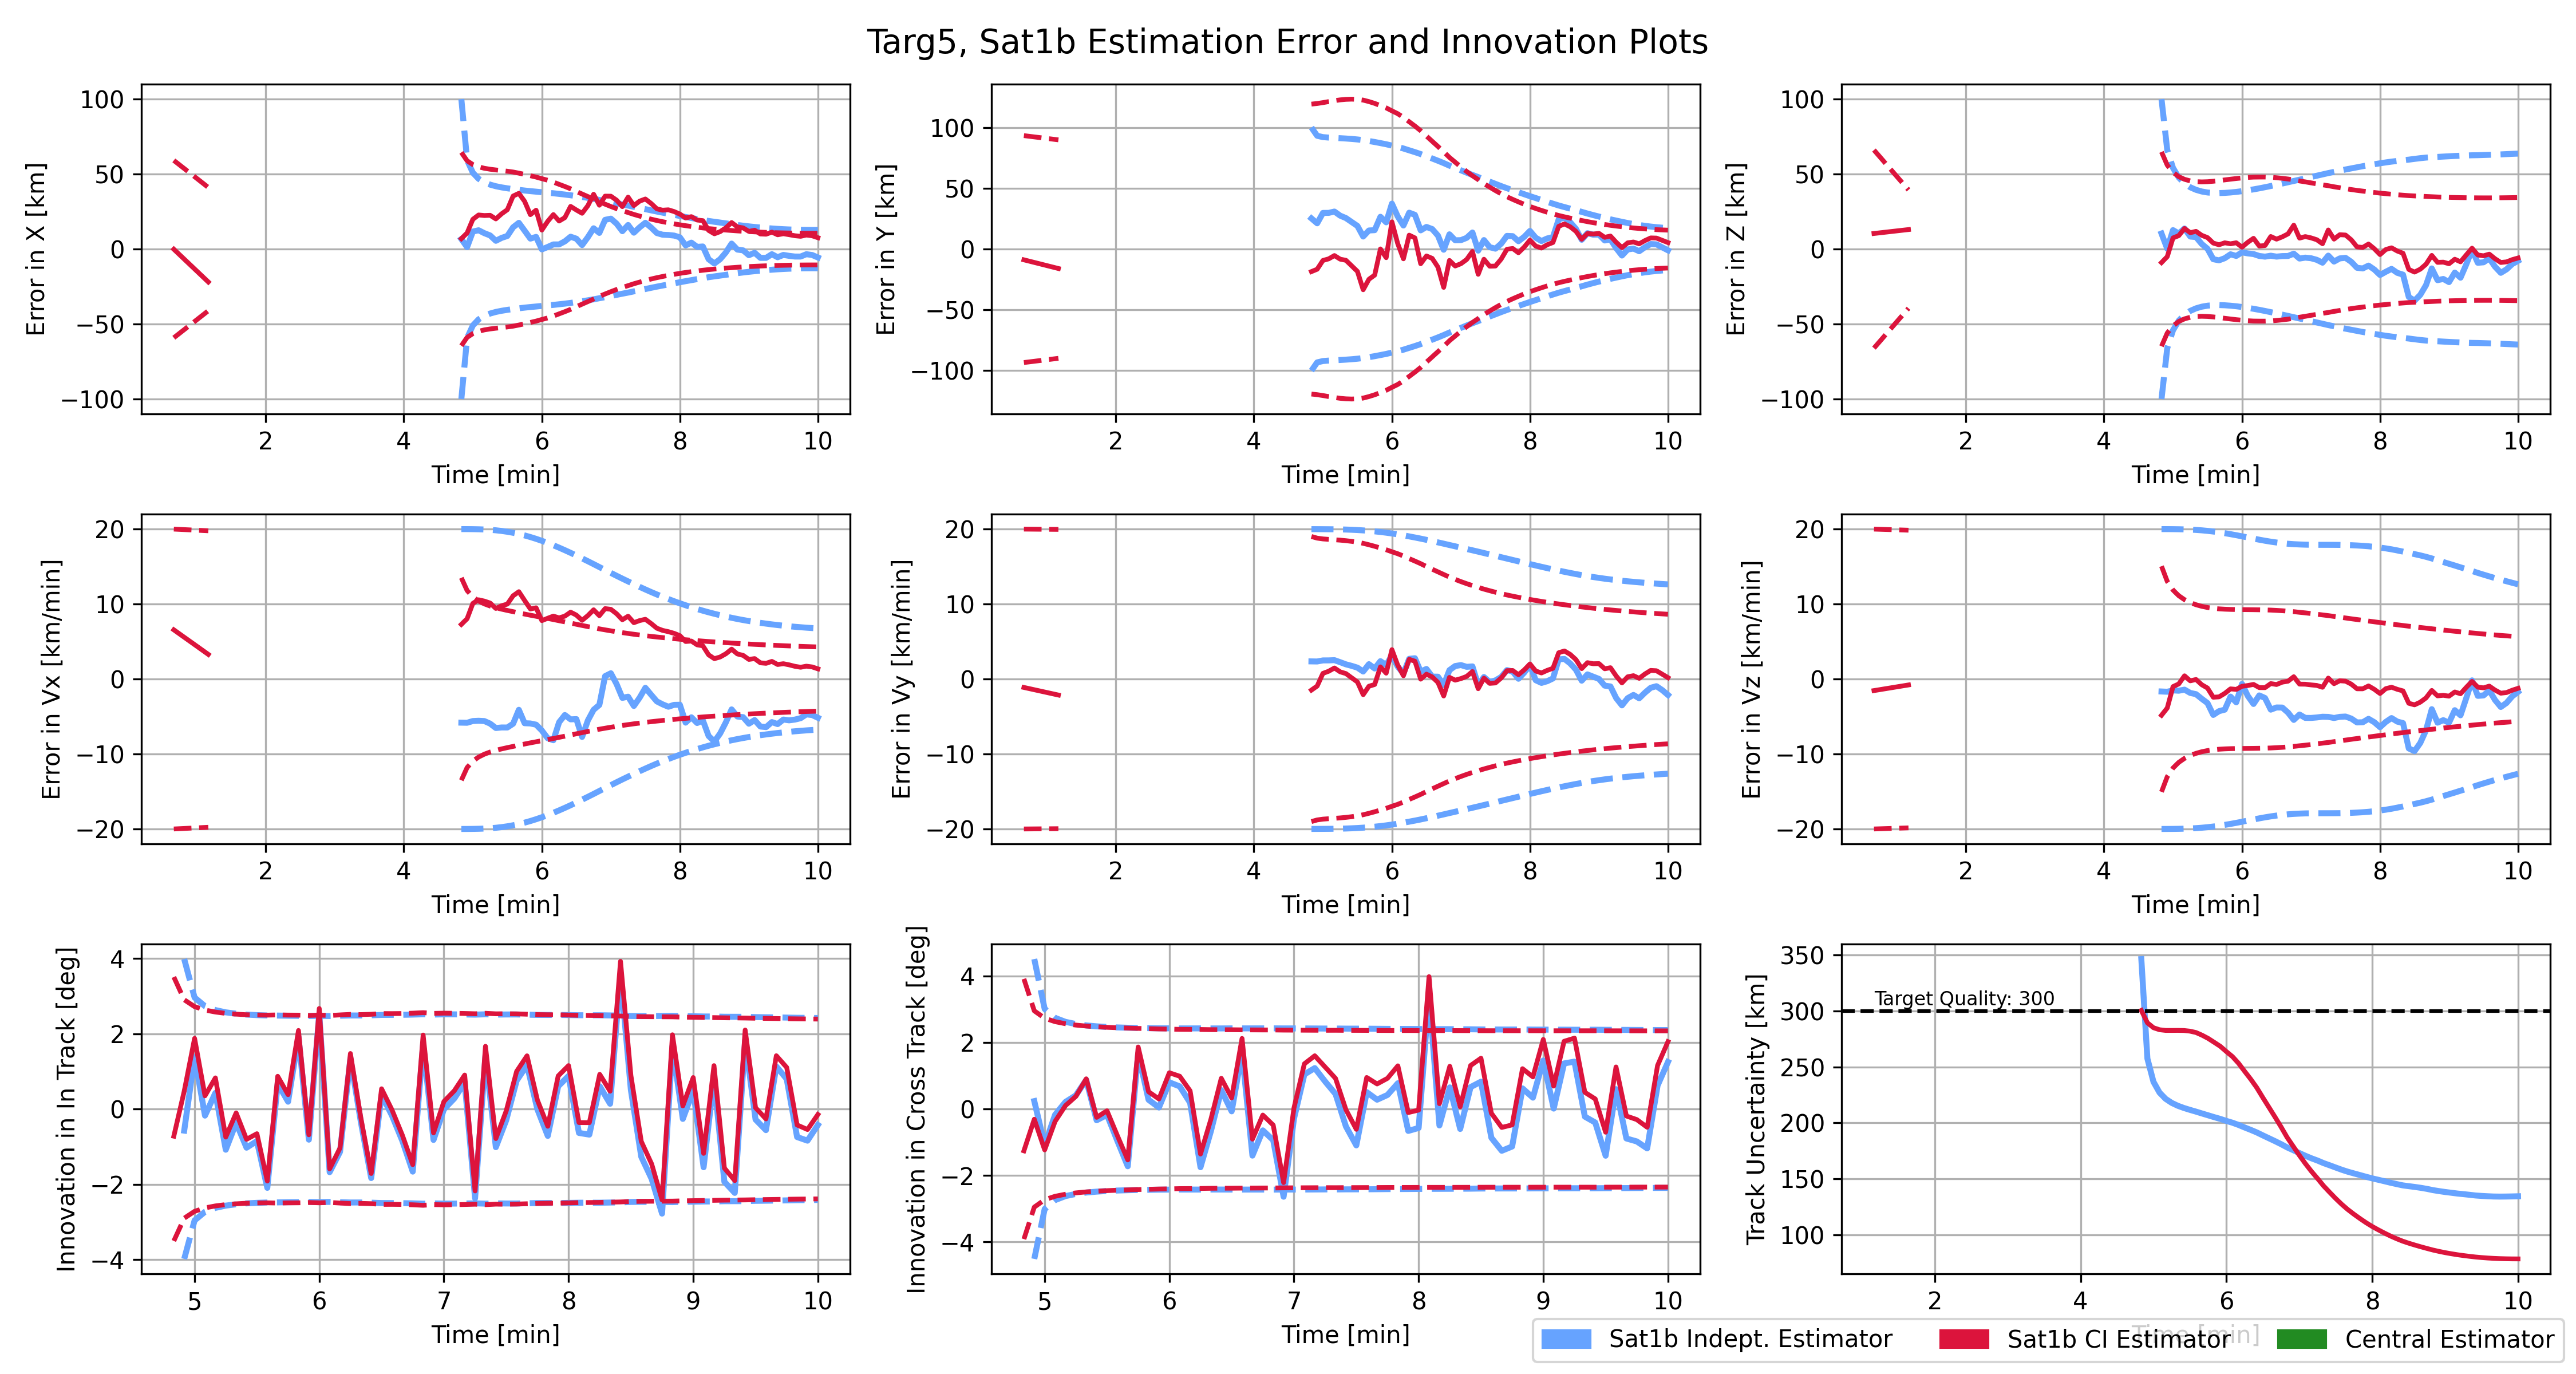 Targ5, Sat1b Estimation Error and Innovation Plots
Error in X [km]
100
50
0
−50
−100
2 4 6 8 10
Time [min]
Error in Y [km]
100
50
0
−50
−100
2 4 6 8 10
Time [min]
Error in Z [km]
100
50
0
−50
−100
2 4 6 8 10
Time [min]
Error in Vx [km/min]
20
10
0
−10
−20
2 4 6 8 10
Time [min]
Error in Vy [km/min]
20
10
0
−10
−20
2 4 6 8 10
Time [min]
Error in Vz [km/min]
20
10
0
−10
−20
2 4 6 8 10
Time [min]
Innovation in In Track [deg]
4
2
0
−2
−4
5 6 7 8 9 10
Time [min]
Innovation in Cross Track [deg]
4
2
0
−2
−4
5 6 7 8 9 10
Time [min]
Track Uncertainty [km]
350
300
250
200
150
100
Target Quality: 300
2 4 6 8 10
Time [min]
Sat1b Indept. Estimator Sat1b CI Estimator Central Estimator